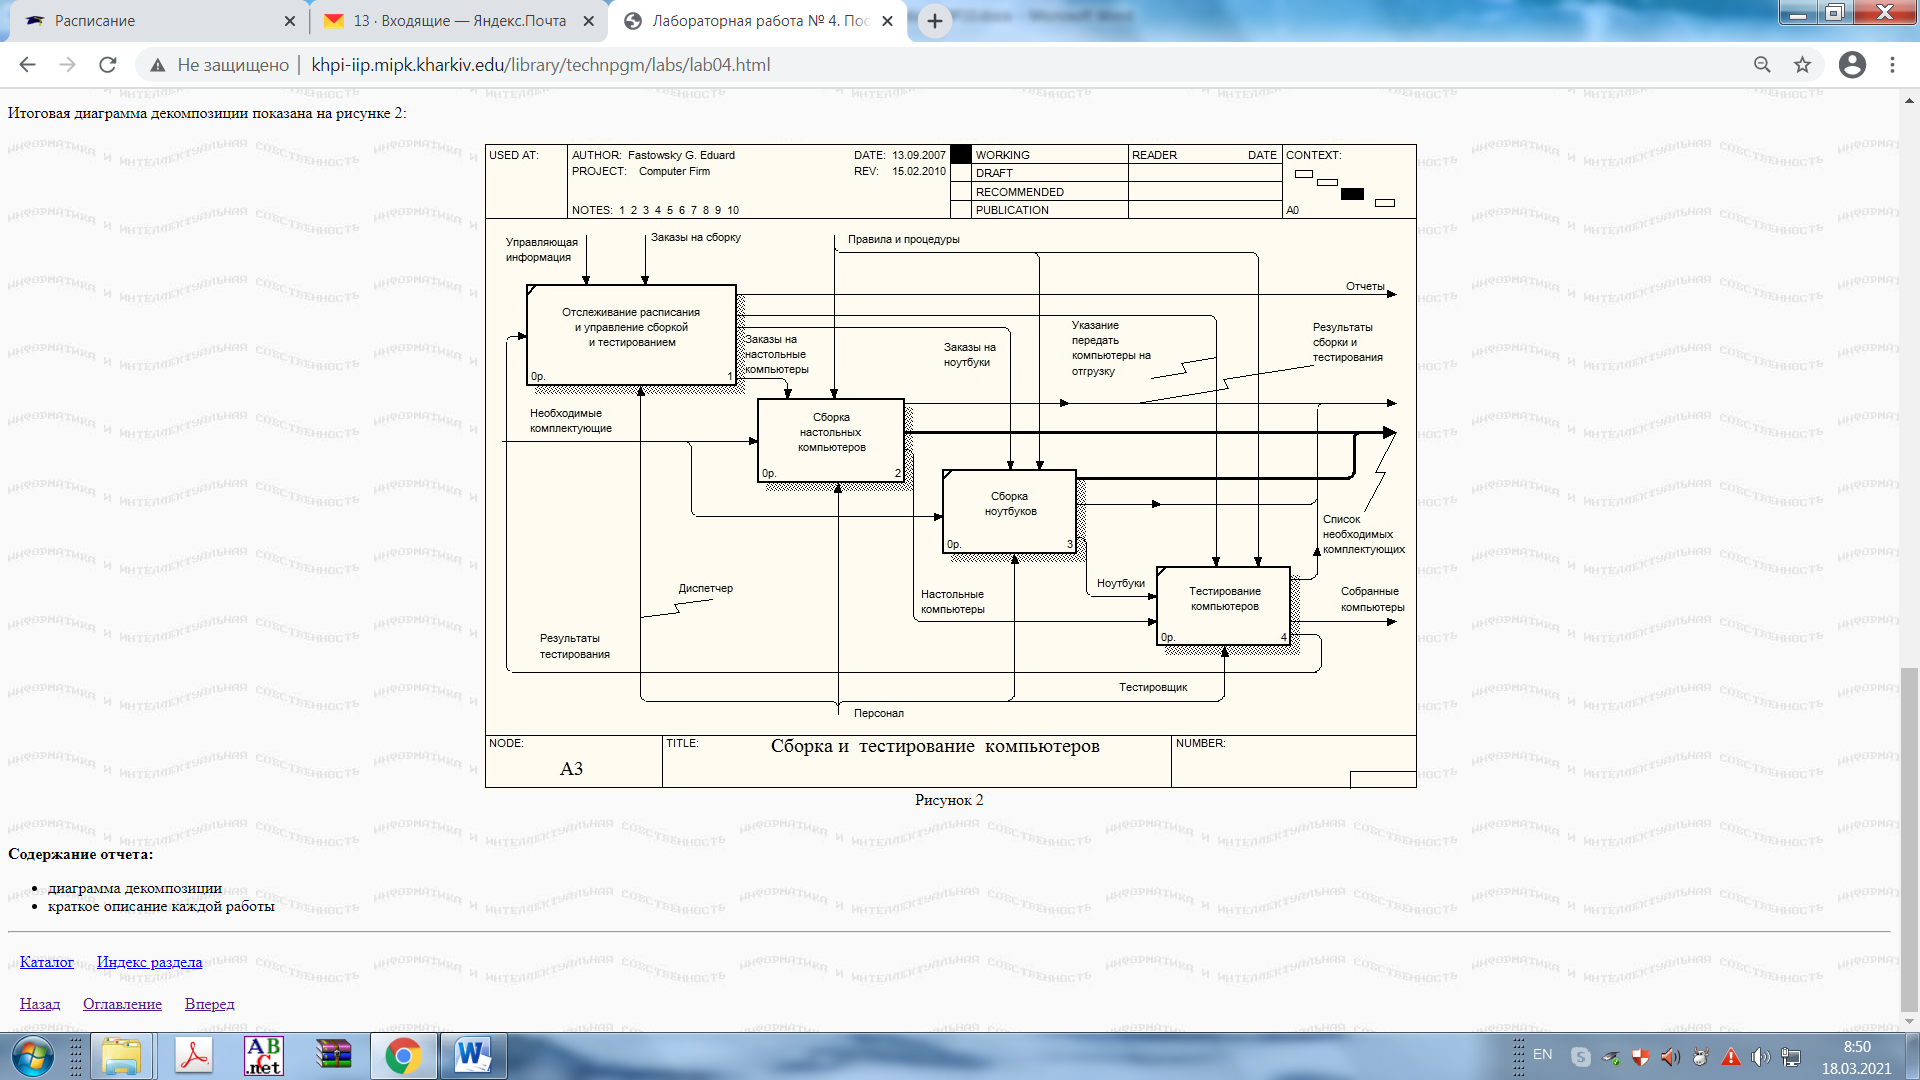 Расписание
13 · Входящие — Яндекс.Почта
Лабораторная работа № 4. Пос
Не защищено
khpi-iip.mipk.kharkiv.edu/library/technpgm/labs/lab04.html
Итоговая диаграмма декомпозиции показана на рисунке 2:
USED AT:
AUTHOR: Fastowsky G. Eduard
DATE: 13.09.2007
PROJECT: Computer Firm
REV: 15.02.2010
NOTES: 1 2 3 4 5 6 7 8 9 10
WORKING
DRAFT
RECOMMENDED
PUBLICATION
READER
DATE
CONTEXT:
A0
Управляющая
информация
Заказы на сборку
Правила и процедуры
Отчеты
Отслеживание расписания
и управление сборкой
и тестированием
0р.
1
Заказы на
настольные
компьютеры
Заказы на
ноутбуки
Указание
передать
компьютеры на
отгрузку
Результаты
сборки и
тестирования
Необходимые
комплектующие
Сборка
настольных
компьютеров
0р.
2
Сборка
ноутбуков
0р.
3
Список
необходимых
комплектующих
Диспетчер
Настольные
компьютеры
Ноутбуки
Тестирование
компьютеров
0р.
4
Собранные
компьютеры
Результаты
тестирования
Тестировщик
Персонал
NODE:
A3
TITLE:
Сборка и тестирование компьютеров
NUMBER:
Рисунок 2
Содержание отчета:
диаграмма декомпозиции
краткое описание каждой работы
Каталог
Индекс раздела
Назад
Оглавление
Вперед
AB
C
.net
EN
8:50
18.03.2021